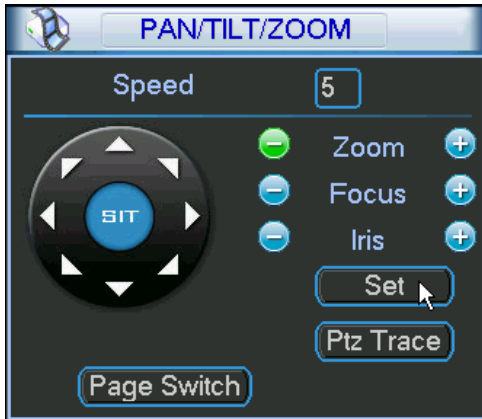 PAN/TILT/ZOOM
Speed 5
Zoom
SIT Focus
Iris
Set
Ptz Trace
Page Switch